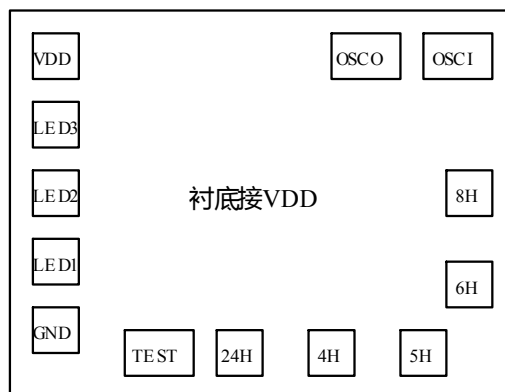 VDD
OSCO
OSCI
LED3
LED2
衬底接VDD
8H
LED1
6H
GND
TEST
24H
4H
5H